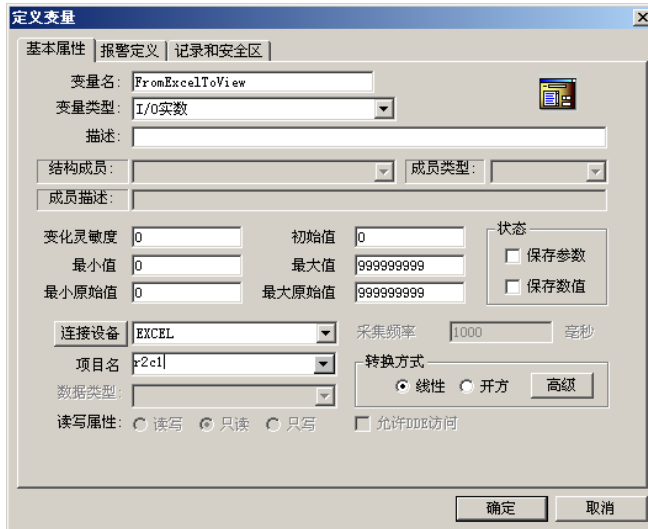 定义变量
基本属性 报警定义 记录和安全区
变量名: FromExcelToView
变量类型: I/O实数
描述:
结构成员: 成员类型:
成员描述:
变化灵敏度 0 初始值 0 状态
最小值 0 最大值 999999999 保存参数
最小原始值 0 最大原始值 999999999 保存数值
连接设备 EXCEL 采集频率 1000 毫秒
项目名 r2c1 转换方式
数据类型: 线性 开方 高级
读写属性: 读写 只读 只写 允许DDE访问
确定 取消